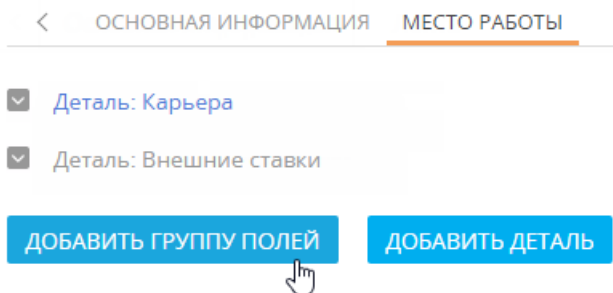 ОСНОВНАЯ ИНФОРМАЦИЯ МЕСТО РАБОТЫ
Деталь: Карьера
Деталь: Внешние ставки
ДОБАВИТЬ ГРУППУ ПОЛЕЙ ДОБАВИТЬ ДЕТАЛЬ